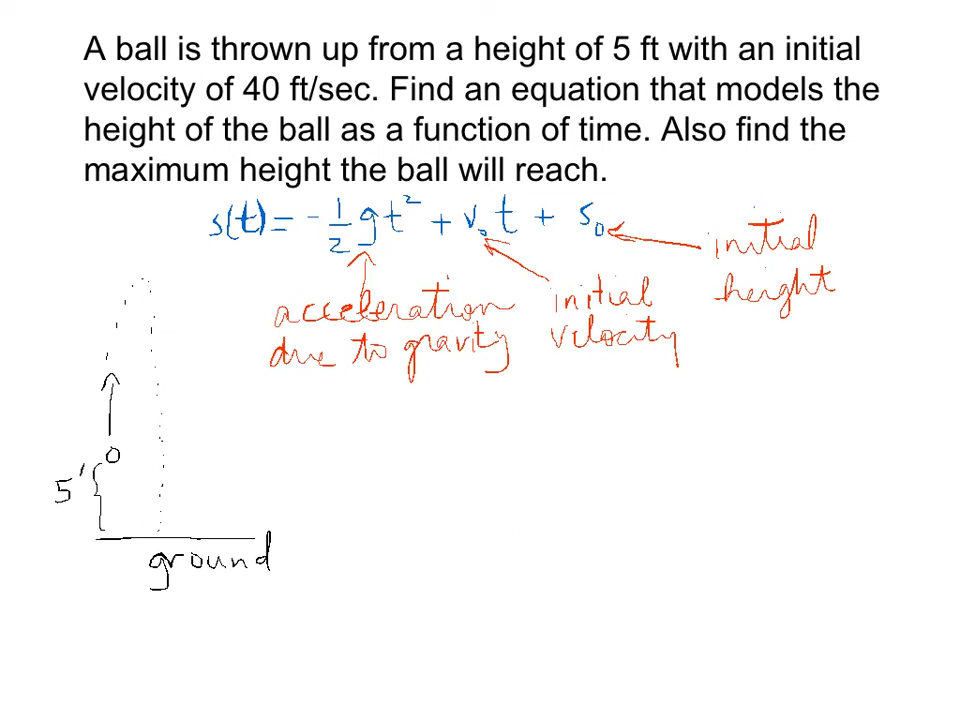 A ball is thrown up from a height of 5 ft with an initial
velocity of 40 ft/sec. Find an equation that models the
height of the ball as a function of time. Also find the
maximum height the ball will reach.
s(t) = - 1/2 g t² + v₀ t + s₀
initial
height
acceleration
due to gravity
initial
velocity
5'
ground